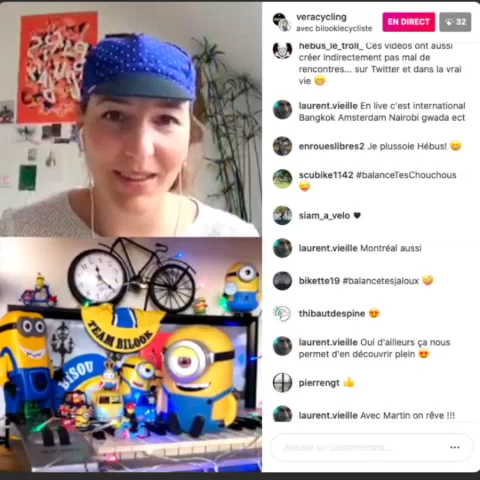 veracycling
avec bilooklecycliste
EN DIRECT
32
hebus_le_troll_ Ces vidéos ont aussi
créer indirectement pas mal de
rencontres... sur Twitter et dans la vrai
vie 😄
laurent.vieille En live c'est international
Bangkok Amsterdam Nairobi gwada ect
enroueslibres2 Je plussoie Hébus! 😄
scubike1142 #balanceTesChouchous
😜
siam_a_velo ♥
laurent.vieille Montréal aussi
bikette19 #balancetesjaloux 🤪
thibautdespine 😍
laurent.vieille Oui d'ailleurs ça nous
permet d'en découvrir plein 😍
pierrengt 👍
laurent.vieille Avec Martin on rêve !!!
Ajouter un commentaire...
TEAM BILOOK
BISOU